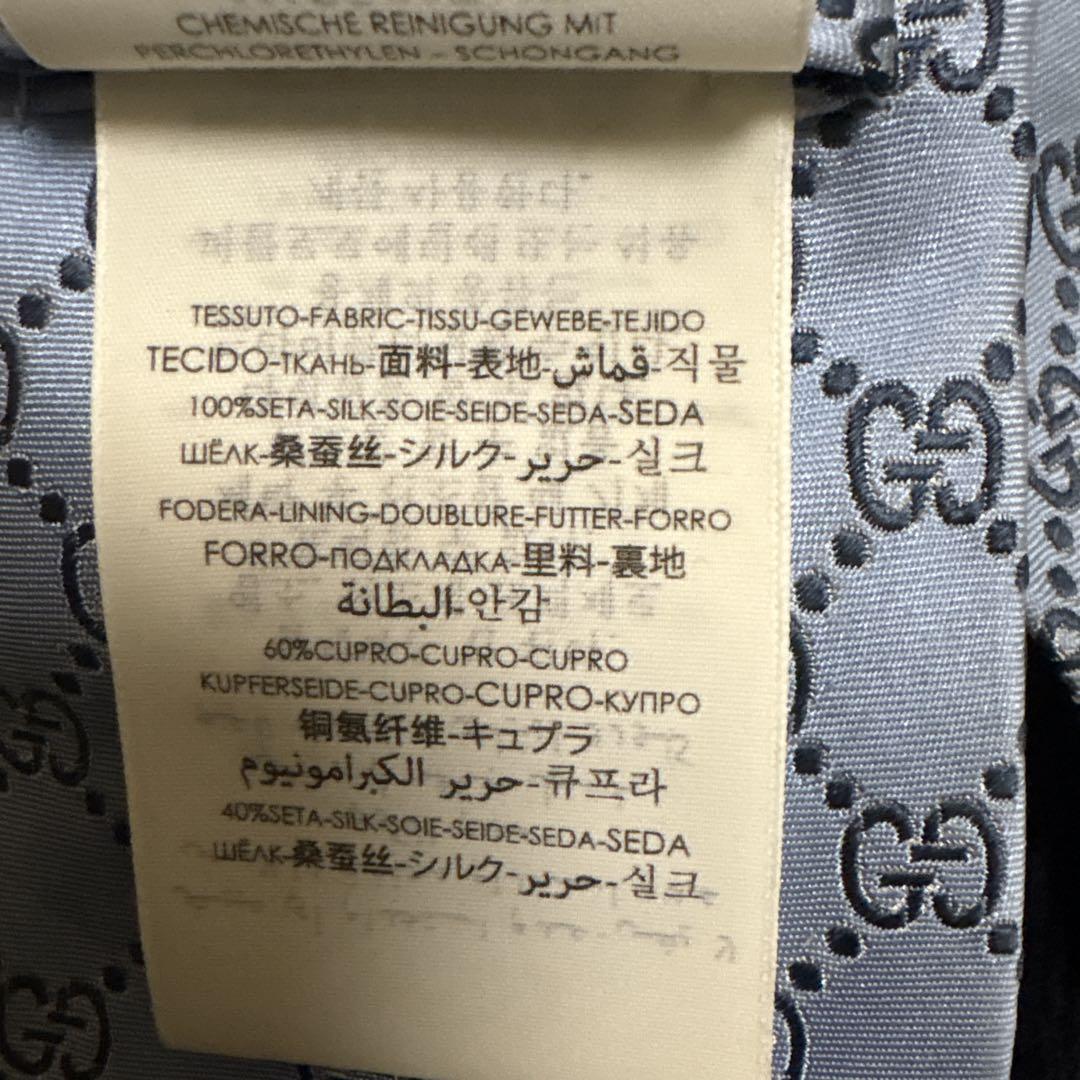 CHEMISCHE REINIGUNG MIT
PERCHLORETHYLEN - SCHONGANG
TESSUTO-FABRIC-TISSU-GEWEBE-TEJIDO
TECIDO-ТКАНЬ-面料-表地-قماش-직물
100%SETA-SILK-SOIE-SEIDE-SEDA-SEDA
ШЁЛК-桑蚕丝-シルク-حرير-실크
FODERA-LINING-DOUBLURE-FUTTER-FORRO
FORRO-ПОДКЛАДКА-里料-裏地
البطانة-안감
60%CUPRO-CUPRO-CUPRO
KUPFERSEIDE-CUPRO-CUPRO-КУПРО
铜氨纤维-キュプラ
حرير الكبرامونيوم-큐프라
40%SETA-SILK-SOIE-SEIDE-SEDA-SEDA
ШЁЛК-桑蚕丝-シルク-حرير-실크